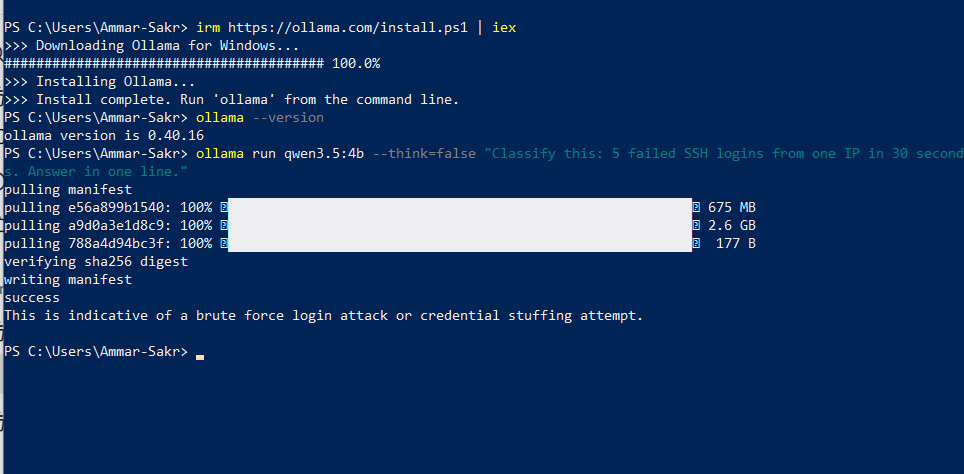 PS C:\Users\Ammar-Sakr> irm https://ollama.com/install.ps1 | iex
>>> Downloading Ollama for Windows...
######################################## 100.0%
>>> Installing Ollama...
>>> Install complete. Run 'ollama' from the command line.
PS C:\Users\Ammar-Sakr> ollama --version
ollama version is 0.40.16
PS C:\Users\Ammar-Sakr> ollama run qwen3.5:4b --think=false "Classify this: 5 failed SSH logins from one IP in 30 second
s. Answer in one line."
pulling manifest
pulling e56a899b1540: 100% 675 MB
pulling a9d0a3e1d8c9: 100% 2.6 GB
pulling 788a4d94bc3f: 100% 177 B
verifying sha256 digest
writing manifest
success
This is indicative of a brute force login attack or credential stuffing attempt.
PS C:\Users\Ammar-Sakr>